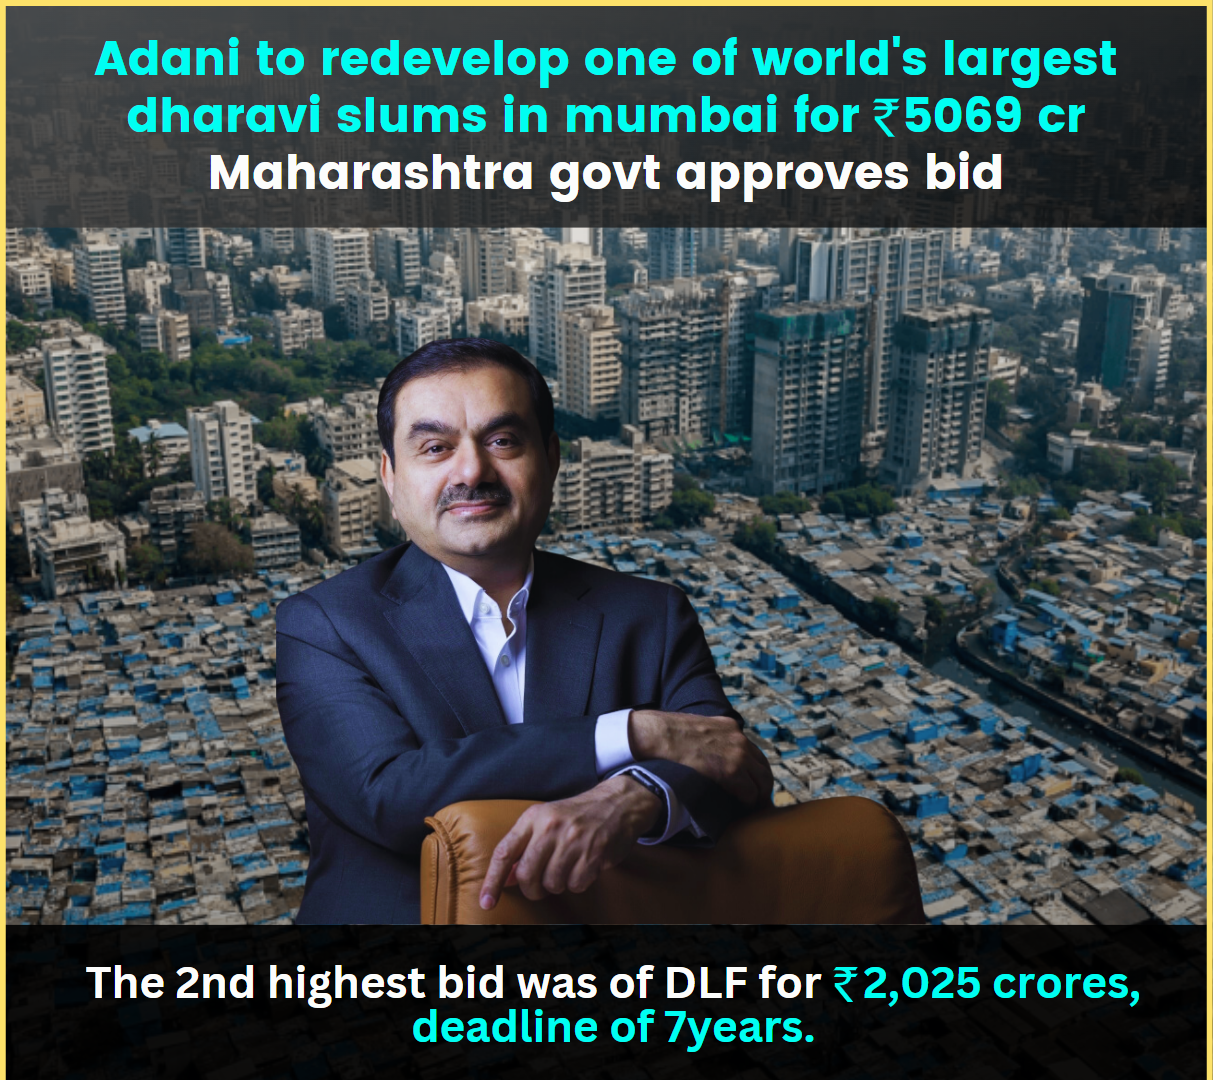 Adani to redevelop one of world's largest
dharavi slums in mumbai for ₹5069 cr
Maharashtra govt approves bid
The 2nd highest bid was of DLF for ₹2,025 crores,
deadline of 7years.